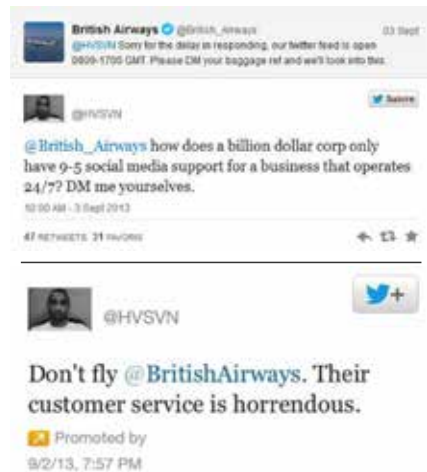 British Airways @British_Airways 03 Sept
@HVSVN Sorry for the delay in responding, our twitter feed is open
0900-1700 GMT. Please DM your baggage ref and we'll look into this.
@HVSVN Suivre
@British_Airways how does a billion dollar corp only
have 9-5 social media support for a business that operates
24/7? DM me yourselves.
10:00 AM - 3 Sept 2013
47 RETWEETS 31 FAVORIS
@HVSVN +
Don't fly @BritishAirways. Their
customer service is horrendous.
Promoted by
9/2/13, 7:57 PM